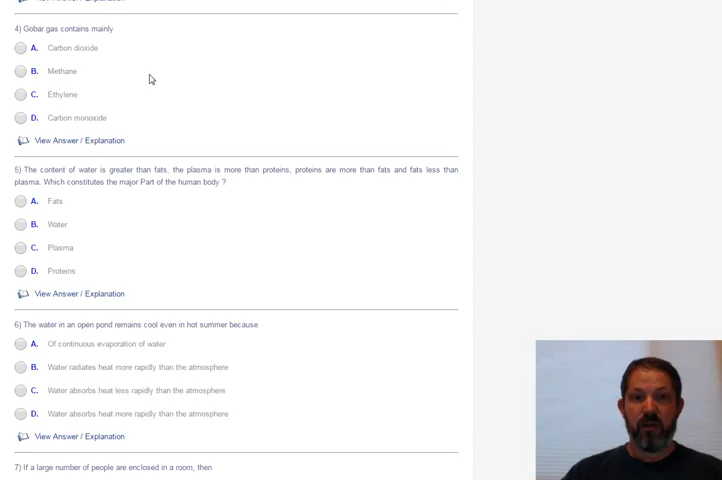 4) Gobar gas contains mainly
A. Carbon dioxide
B. Methane
C. Ethylene
D. Carbon monoxide
View Answer / Explanation
5) The content of water is greater than fats, the plasma is more than proteins, proteins are more than fats and fats less than
plasma. Which constitutes the major Part of the human body ?
A. Fats
B. Water
C. Plasma
D. Proteins
View Answer / Explanation
6) The water in an open pond remains cool even in hot summer because
A. Of continuous evaporation of water
B. Water radiates heat more rapidly than the atmosphere
C. Water absorbs heat less rapidly than the atmosphere
D. Water absorbs heat more rapidly than the atmosphere
View Answer / Explanation
7) If a large number of people are enclosed in a room, then